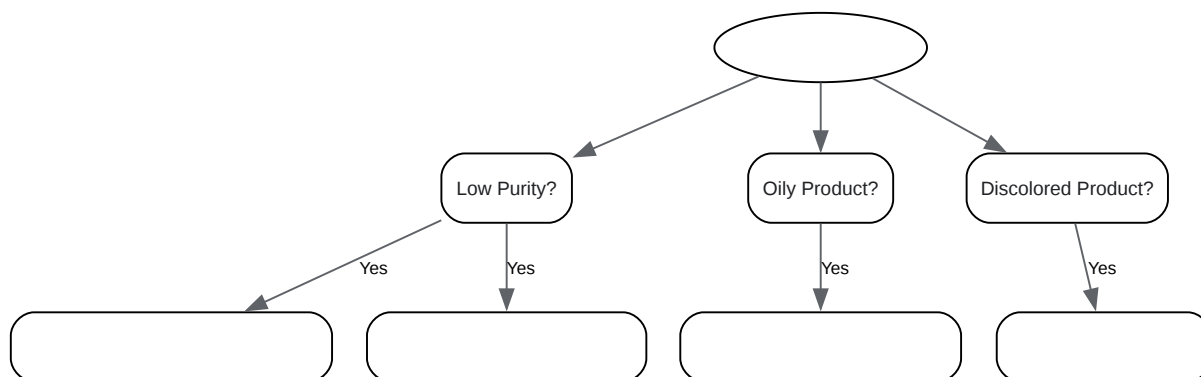 Low Purity?
Oily Product?
Discolored Product?
Yes
Yes
Yes
Yes